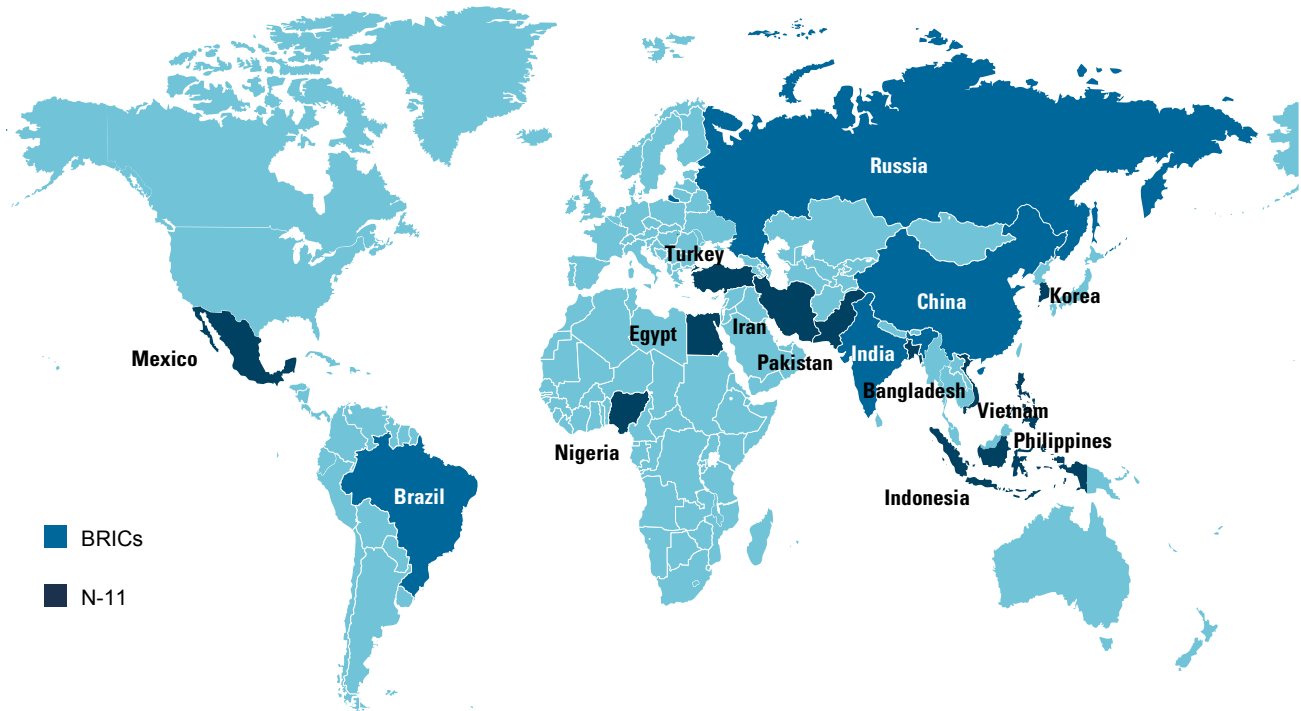 Russia
Turkey
China
Korea
Egypt
Iran
Mexico
Pakistan
India
Bangladesh
Vietnam
Philippines
Nigeria
Brazil
Indonesia
BRICs
N-11